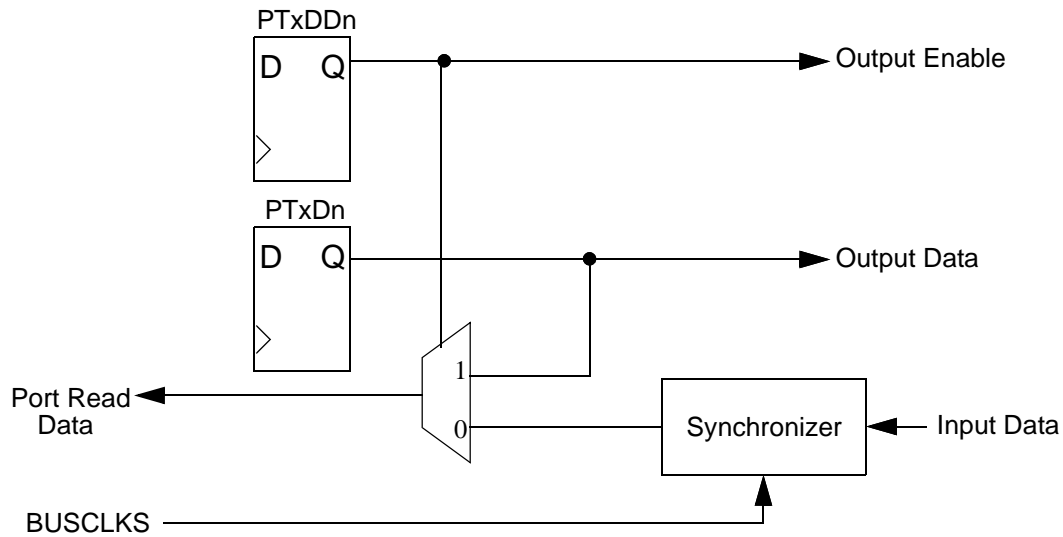 PTxDDn
D Q
Output Enable
PTxDn
D Q
Output Data
1
Port Read
Data
0
Synchronizer
Input Data
BUSCLKS